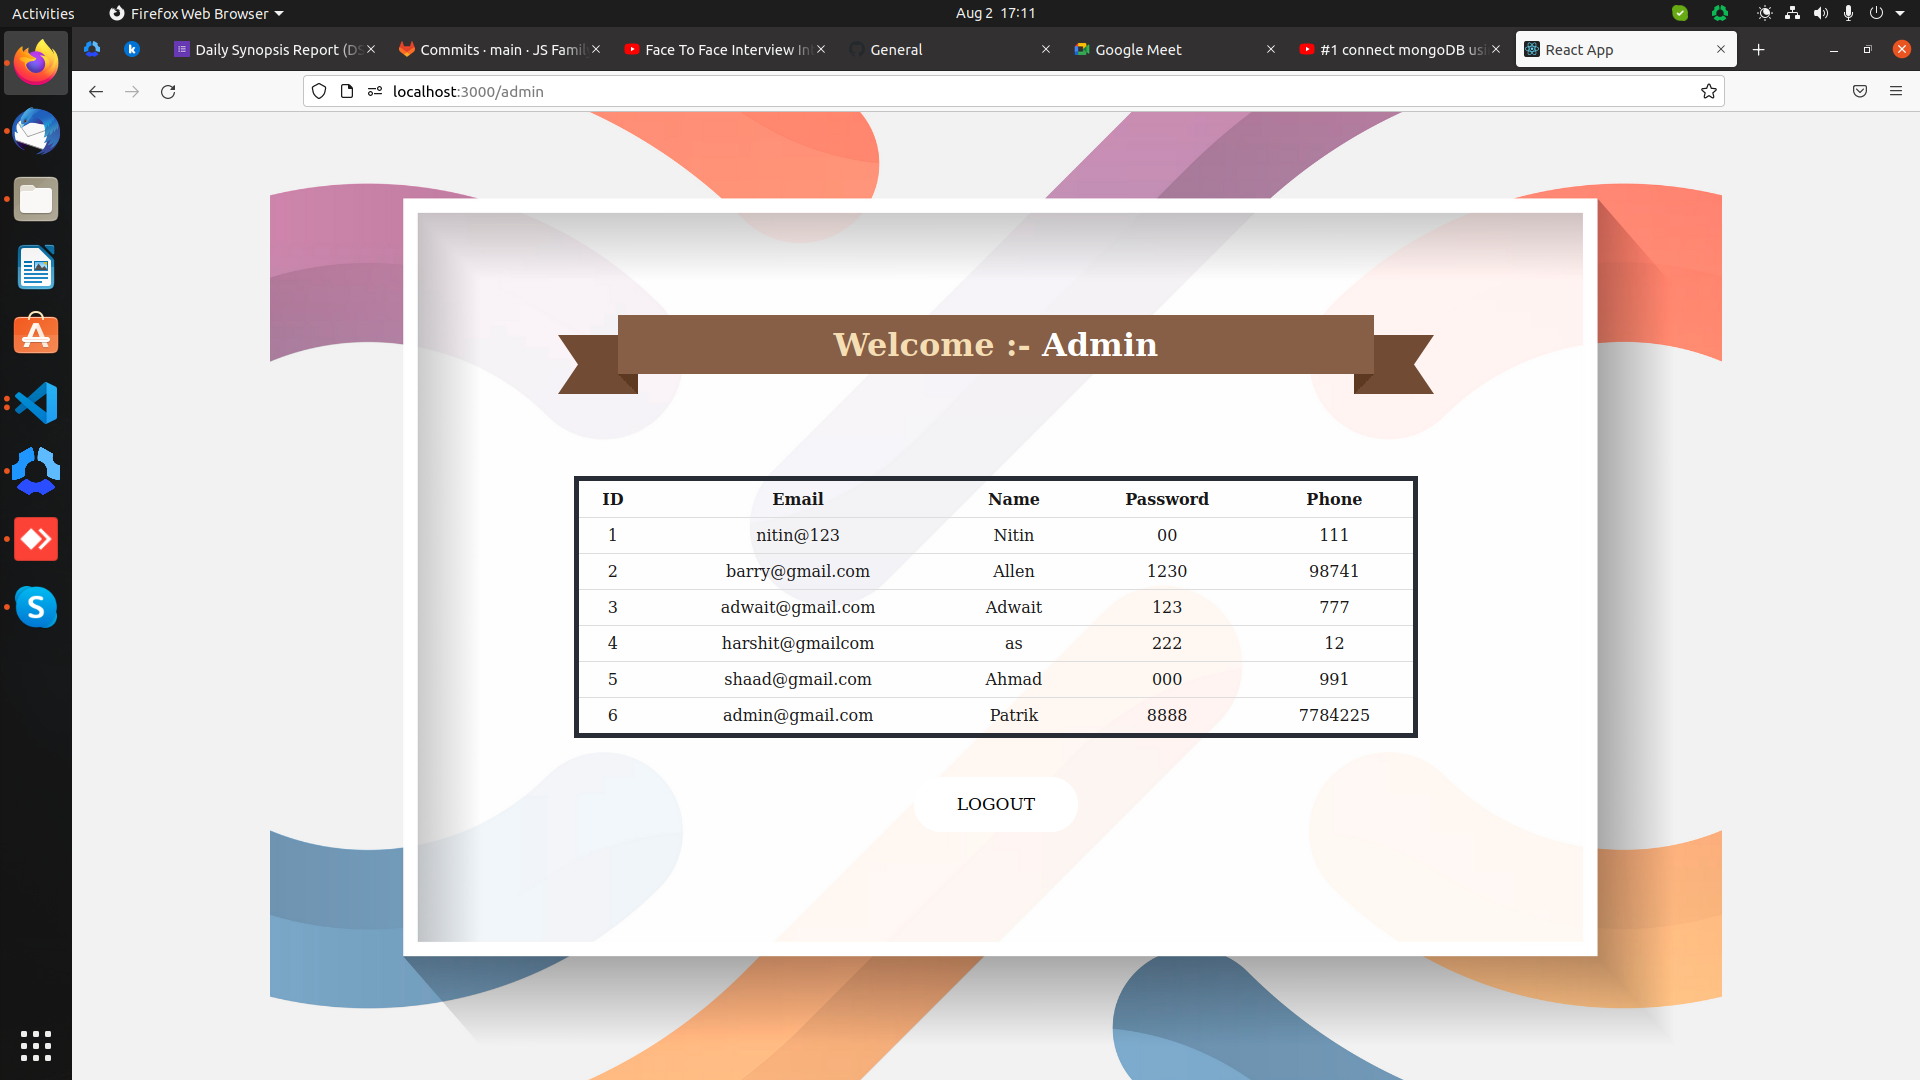 Activities
Firefox Web Browser
Aug 2 17:11
Daily Synopsis Report (DS
Commits · main · JS Famil
Face To Face Interview In
General
Google Meet
#1 connect mongoDB usi
React App
localhost:3000/admin
Welcome :- Admin
ID Email Name Password Phone
1 nitin@123 Nitin 00 111
2 barry@gmail.com Allen 1230 98741
3 adwait@gmail.com Adwait 123 777
4 harshit@gmailcom as 222 12
5 shaad@gmail.com Ahmad 000 991
6 admin@gmail.com Patrik 8888 7784225
LOGOUT